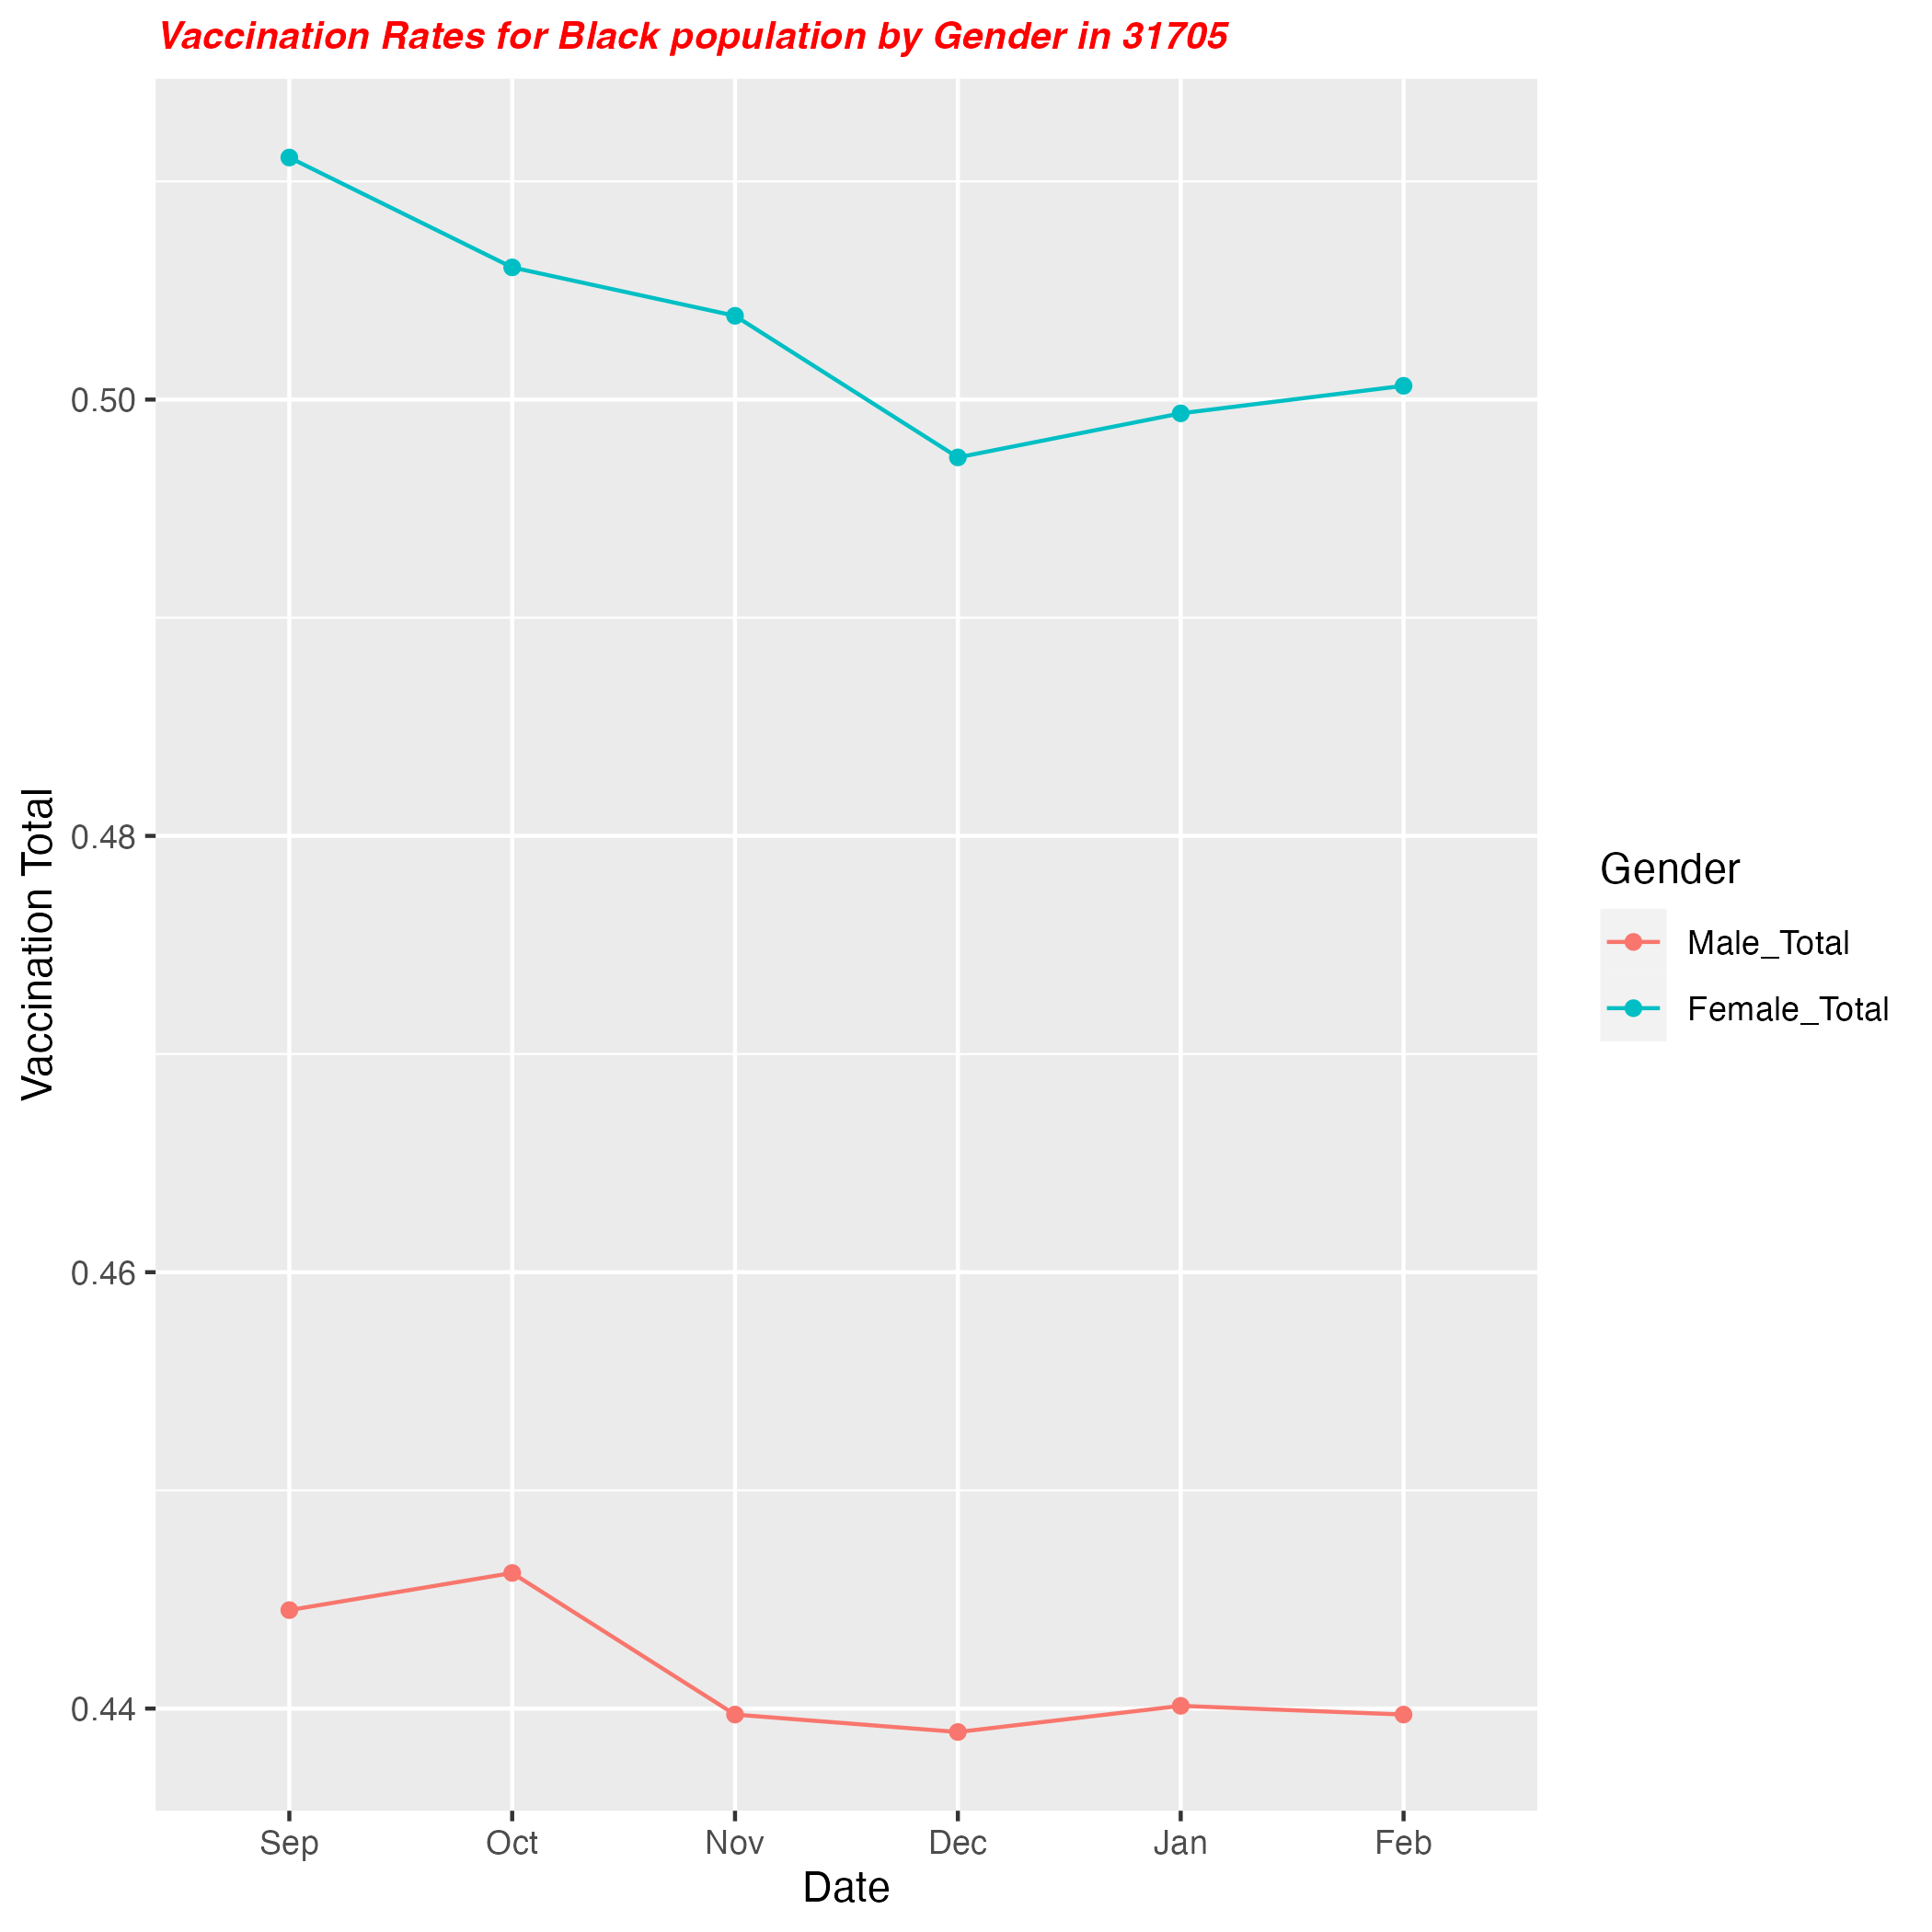 Vaccination Rates for Black population by Gender in 31705
Vaccination Total
0.50
0.48
0.46
0.44
Sep Oct Nov Dec Jan Feb
Date
Gender
Male_Total
Female_Total